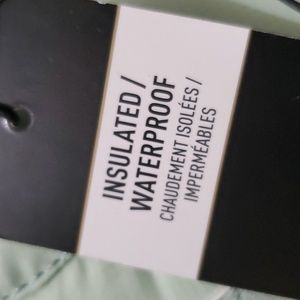 INSULATED /
WATERPROOF
CHAUDEMENT ISOLÉES /
IMPERMÉABLES